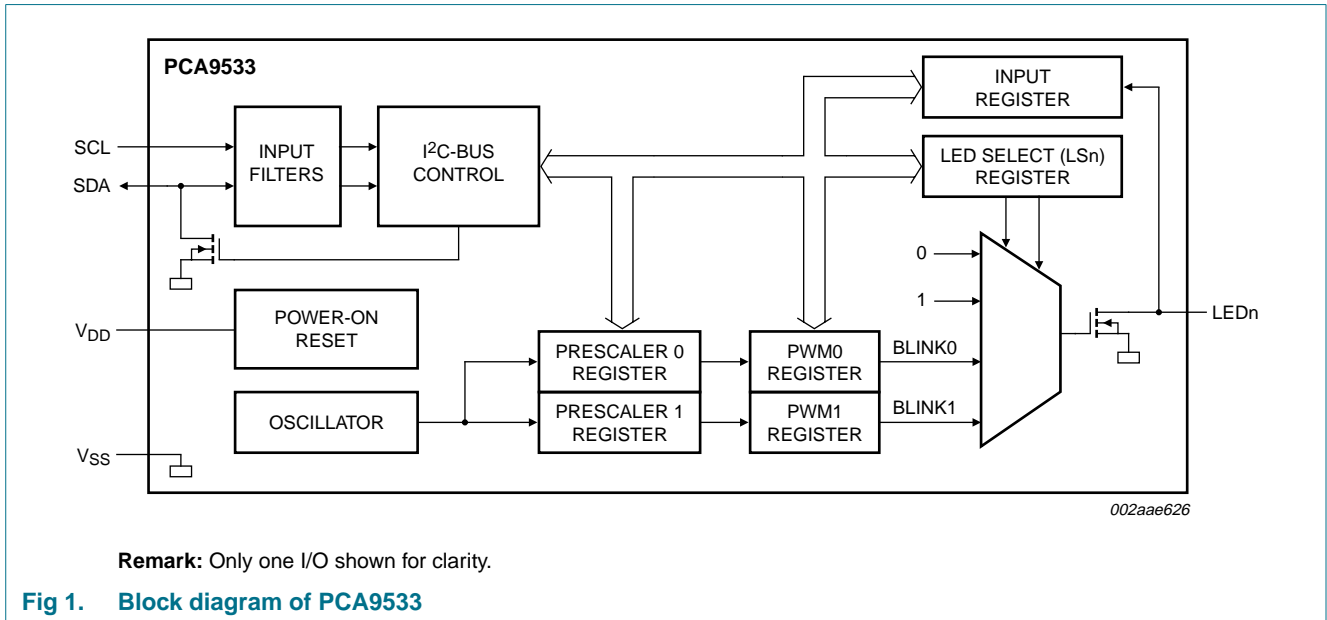 PCA9533
SCL
SDA
VDD
VSS
INPUT
FILTERS
I2C-BUS
CONTROL
POWER-ON
RESET
OSCILLATOR
PRESCALER 0
REGISTER
PRESCALER 1
REGISTER
PWM0
REGISTER
PWM1
REGISTER
BLINK0
BLINK1
INPUT
REGISTER
LED SELECT (LSn)
REGISTER
0
1
LEDn
002aae626
Remark: Only one I/O shown for clarity.
Fig 1. Block diagram of PCA9533